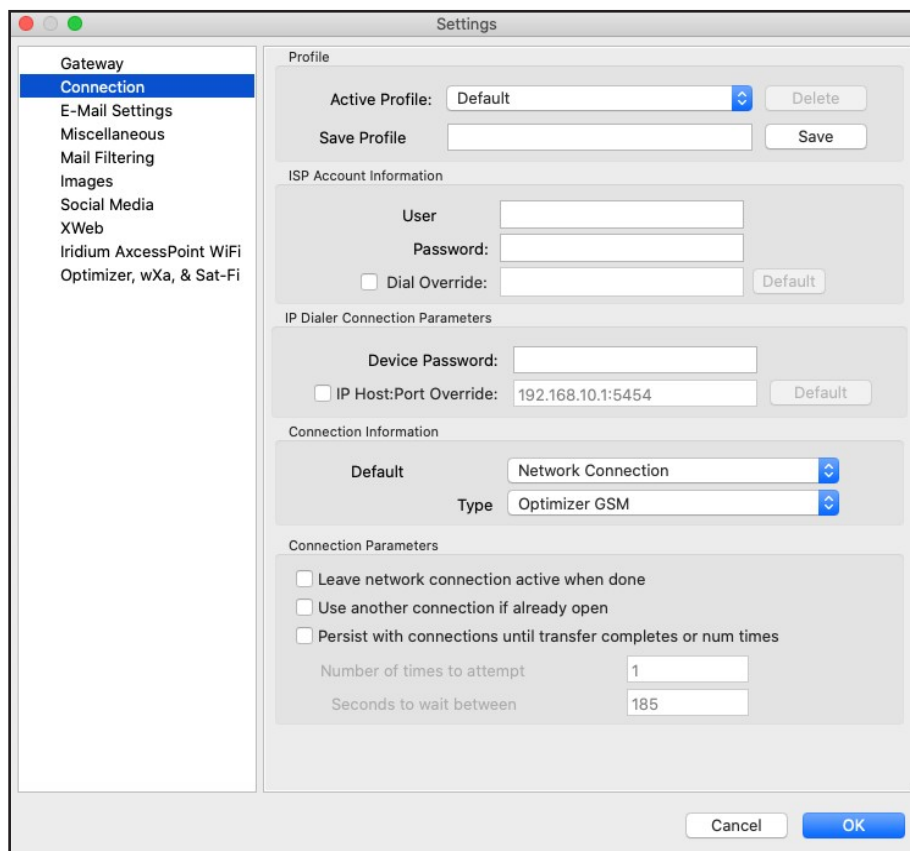 Settings
Gateway
Connection
E-Mail Settings
Miscellaneous
Mail Filtering
Images
Social Media
XWeb
Iridium AxcessPoint WiFi
Optimizer, wXa, & Sat-Fi
Profile
Active Profile: Default Delete
Save Profile Save
ISP Account Information
User
Password:
Dial Override: Default
IP Dialer Connection Parameters
Device Password:
IP Host:Port Override: 192.168.10.1:5454 Default
Connection Information
Default Network Connection
Type Optimizer GSM
Connection Parameters
Leave network connection active when done
Use another connection if already open
Persist with connections until transfer completes or num times
Number of times to attempt 1
Seconds to wait between 185
Cancel OK